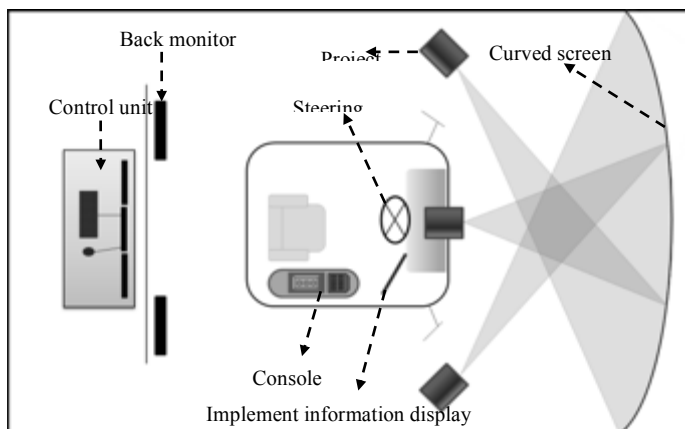 Back monitor
Project
Curved screen
Control unit
Steering
Console
Implement information display